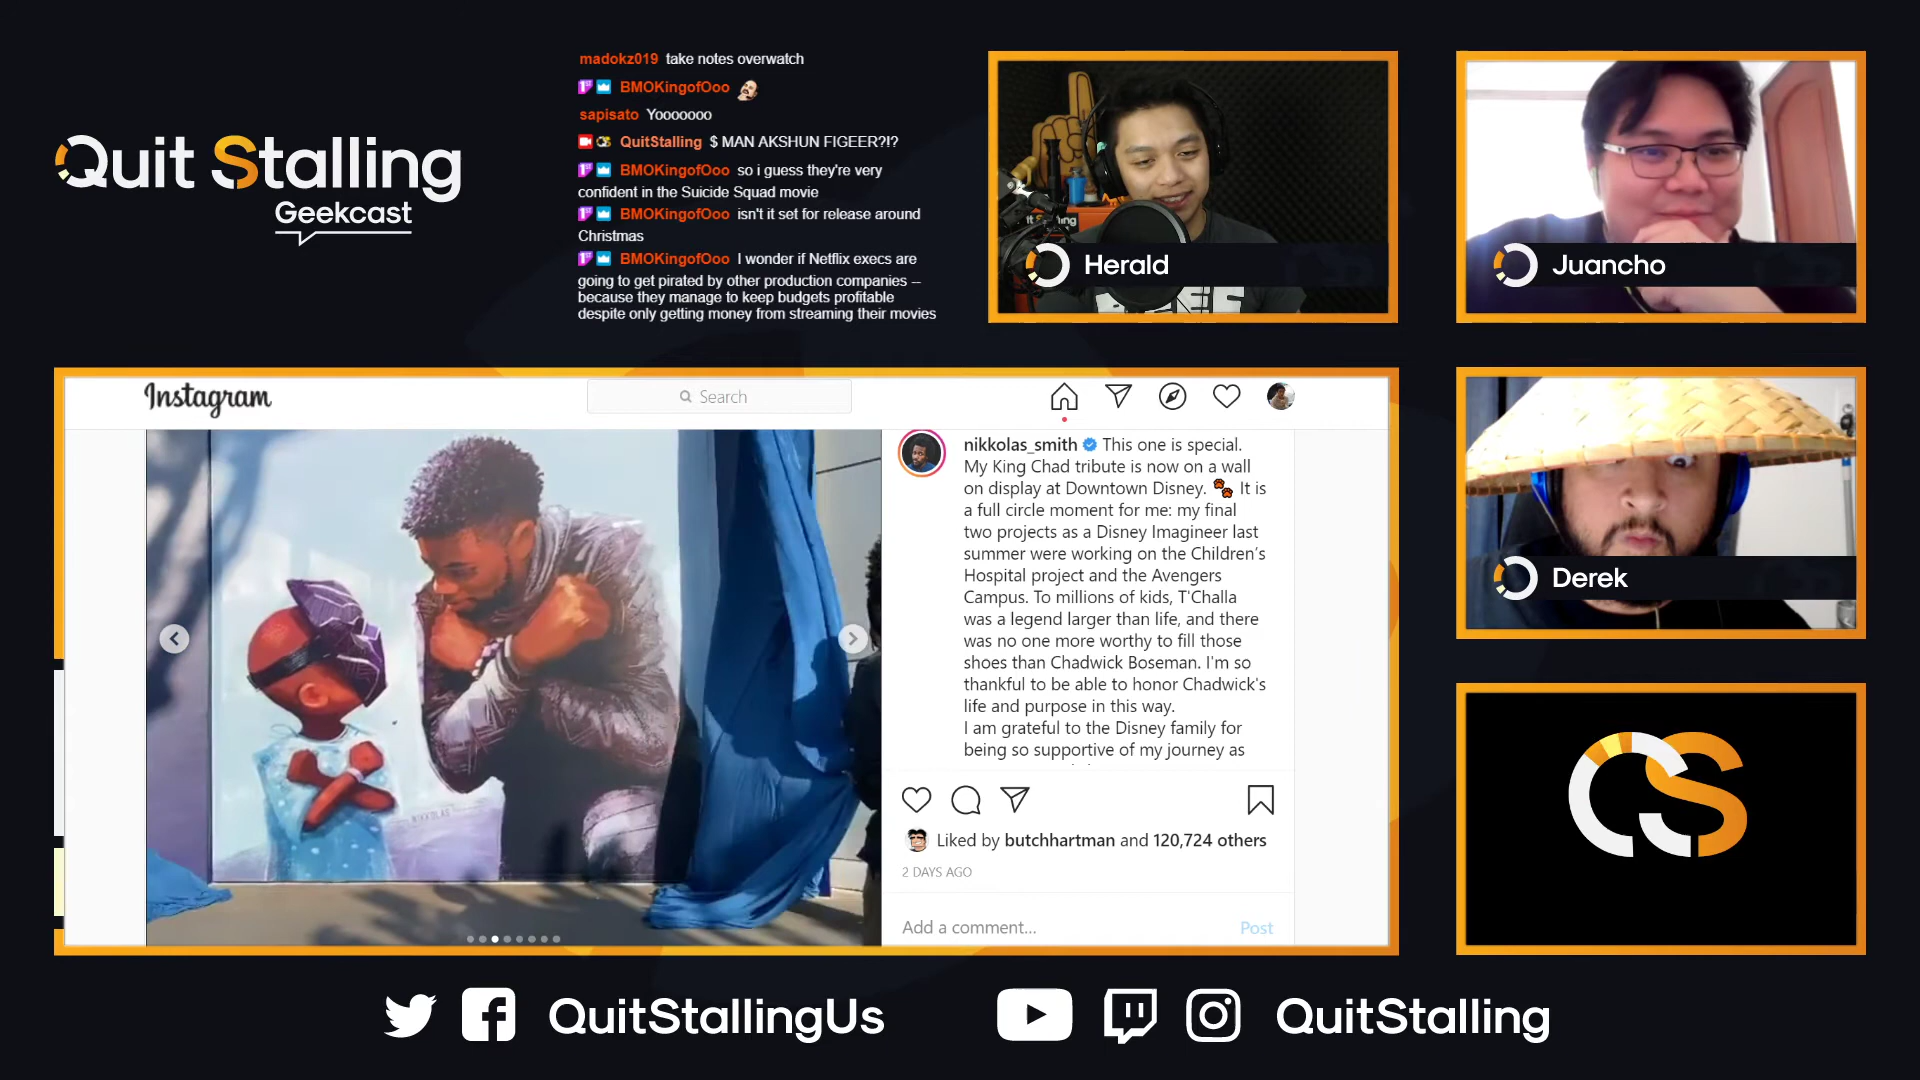 Quit Stalling
Geekcast
madokz019 take notes overwatch
BMOKingofOoo
sapisato Yooooooo
QuitStalling $ MAN AKSHUN FIGEER?!?
BMOKingofOoo so i guess they're very
confident in the Suicide Squad movie
BMOKingofOoo isn't it set for release around
Christmas
BMOKingofOoo I wonder if Netflix execs are
going to get pirated by other production companies --
because they manage to keep budgets profitable
despite only getting money from streaming their movies
Herald
Juancho
Derek
Instagram
Search
nikkolas_smith This one is special.
My King Chad tribute is now on a wall
on display at Downtown Disney. It is
a full circle moment for me: my final
two projects as a Disney Imagineer last
summer were working on the Children's
Hospital project and the Avengers
Campus. To millions of kids, T'Challa
was a legend larger than life, and there
was no one more worthy to fill those
shoes than Chadwick Boseman. I'm so
thankful to be able to honor Chadwick's
life and purpose in this way.
I am grateful to the Disney family for
being so supportive of my journey as
NIKKOLAS
Liked by butchhartman and 120,724 others
2 DAYS AGO
Add a comment...
Post
QS
QuitStallingUs
QuitStalling